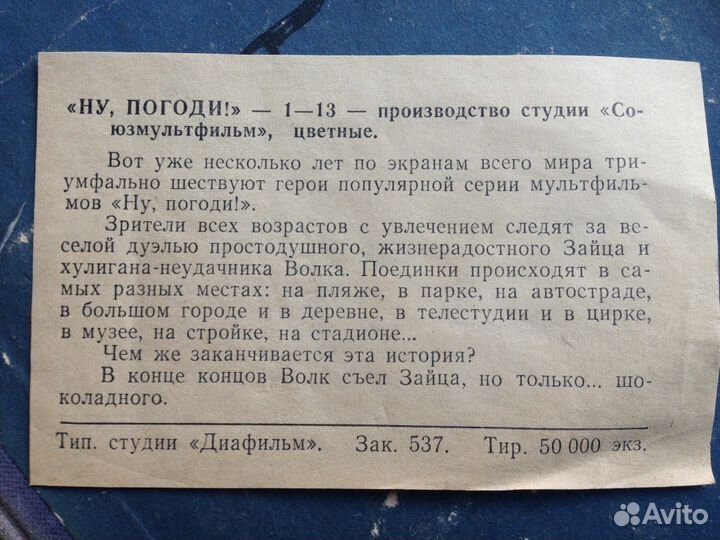 «НУ, ПОГОДИ!» — 1—13 — производство студии «Со-
юзмультфильм», цветные.
Вот уже несколько лет по экранам всего мира три-
умфально шествуют герои популярной серии мультфиль-
мов «Ну, погоди!».
Зрители всех возрастов с увлечением следят за ве-
селой дуэлью простодушного, жизнерадостного Зайца и
хулигана-неудачника Волка. Поединки происходят в са-
мых разных местах: на пляже, в парке, на автостраде,
в большом городе и в деревне, в телестудии и в цирке,
в музее, на стройке, на стадионе...
Чем же заканчивается эта история?
В конце концов Волк съел Зайца, но только... шо-
коладного.
Тип. студии «Диафильм». Зак. 537. Тир. 50 000 экз.
Avito